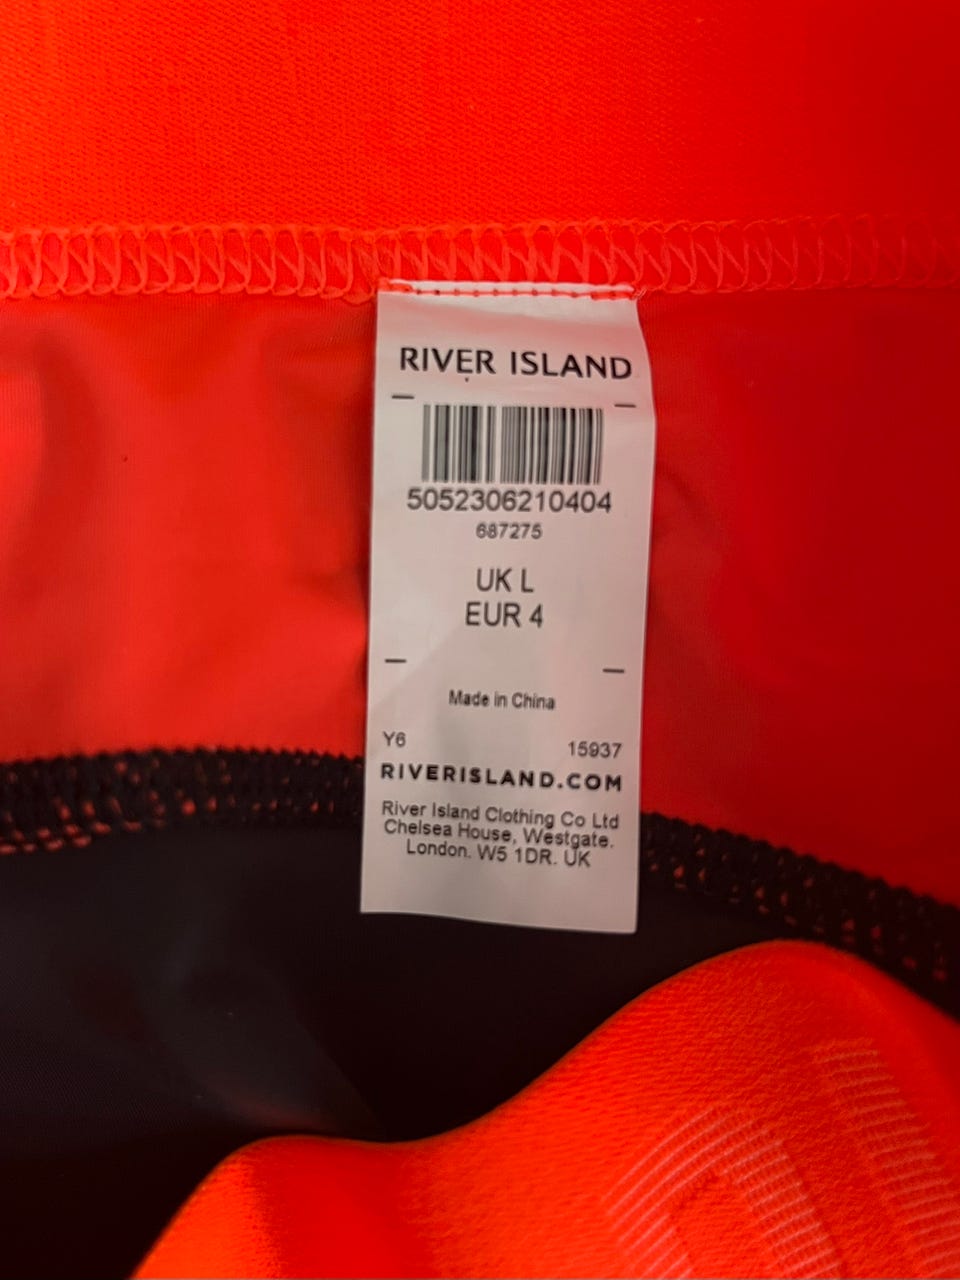 RIVER ISLAND
5052306210404
687275
UK L
EUR 4
Made in China
Y6 15937
RIVERISLAND.COM
River Island Clothing Co Ltd
Chelsea House, Westgate.
London. W5 1DR. UK